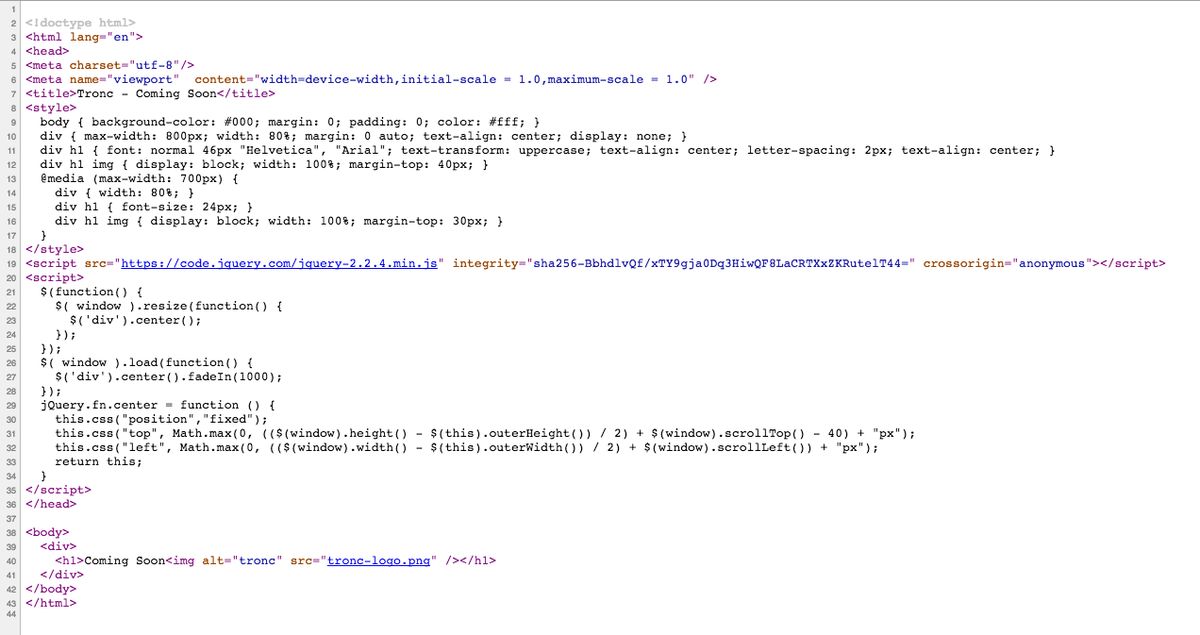 1
2 <!doctype html>
3 <html lang="en">
4 <head>
5 <meta charset="utf-8"/>
6 <meta name="viewport"  content="width=device-width,initial-scale = 1.0,maximum-scale = 1.0" />
7 <title>Tronc - Coming Soon</title>
8 <style>
9   body { background-color: #000; margin: 0; padding: 0; color: #fff; }
10   div { max-width: 800px; width: 80%; margin: 0 auto; text-align: center; display: none; }
11   div h1 { font: normal 46px "Helvetica", "Arial"; text-transform: uppercase; text-align: center; letter-spacing: 2px; text-align: center; }
12   div h1 img { display: block; width: 100%; margin-top: 40px; }
13   @media (max-width: 700px) {
14     div { width: 80%; }
15     div h1 { font-size: 24px; }
16     div h1 img { display: block; width: 100%; margin-top: 30px; }
17   }
18 </style>
19 <script src="https://code.jquery.com/jquery-2.2.4.min.js" integrity="sha256-BbhdlvQf/xTY9gja0Dq3HiwQF8LaCRTXxZKRutelT44=" crossorigin="anonymous"></script>
20 <script>
21   $(function() {
22     $( window ).resize(function() {
23       $('div').center();
24     });
25   });
26   $( window ).load(function() {
27     $('div').center().fadeIn(1000);
28   });
29   jQuery.fn.center = function () {
30     this.css("position","fixed");
31     this.css("top", Math.max(0, (($(window).height() - $(this).outerHeight()) / 2) + $(window).scrollTop() - 40) + "px");
32     this.css("left", Math.max(0, (($(window).width() - $(this).outerWidth()) / 2) + $(window).scrollLeft()) + "px");
33     return this;
34   }
35 </script>
36 </head>
37
38 <body>
39   <div>
40     <h1>Coming Soon<img alt="tronc" src="tronc-logo.png" /></h1>
41   </div>
42 </body>
43 </html>
44